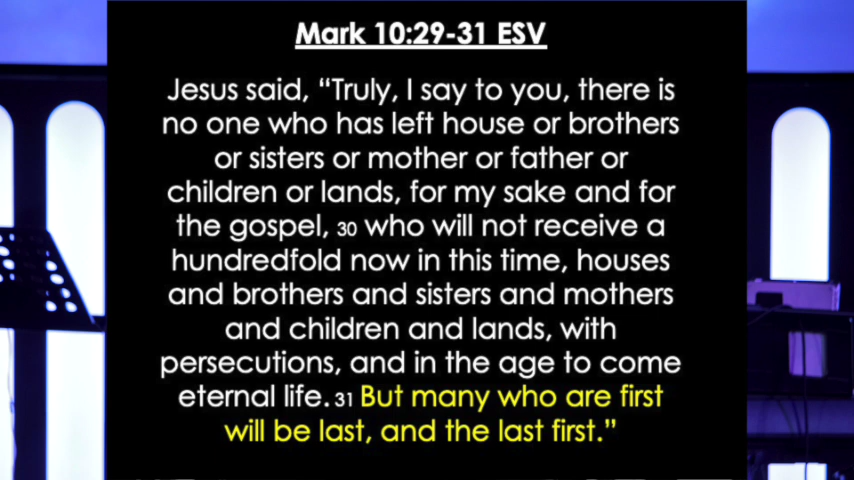 Mark 10:29-31 ESV
Jesus said, “Truly, I say to you, there is
no one who has left house or brothers
or sisters or mother or father or
children or lands, for my sake and for
the gospel, 30 who will not receive a
hundredfold now in this time, houses
and brothers and sisters and mothers
and children and lands, with
persecutions, and in the age to come
eternal life. 31 But many who are first
will be last, and the last first.”